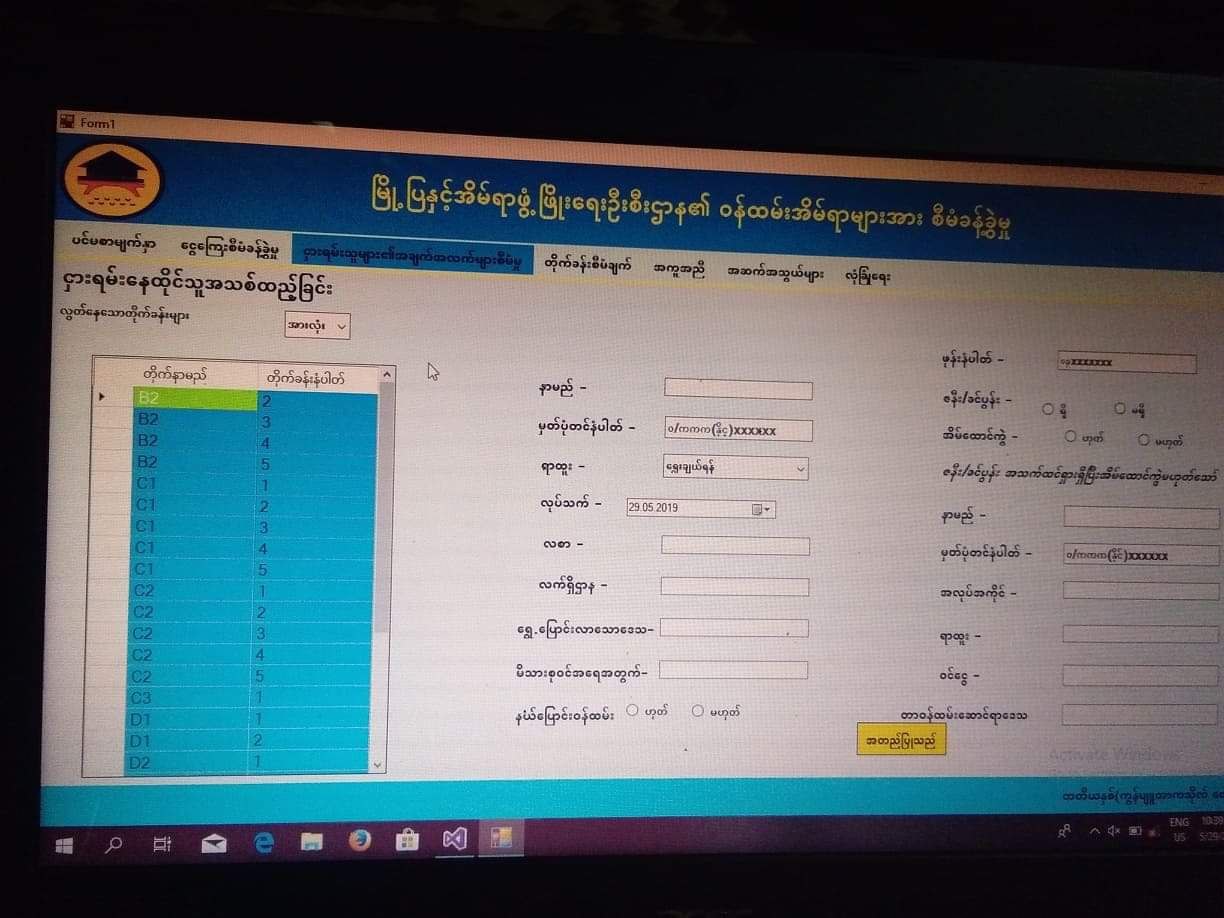 Form1
မြို့ပြနှင့်အိမ်ရာဖွံ့ဖြိုးရေးဦးစီးဌာန၏ ဝန်ထမ်းအိမ်ရာများအား စီမံခန့်ခွဲမှု
ပင်မစာမျက်နှာ ငွေကြေးစီမံခန့်ခွဲမှု ငှားရမ်းသူများ၏အချက်အလက်များစီမံမှု တိုက်ခန်းစီမံချက် အကူအညီ အဆက်အသွယ်များ လုံခြုံရေး
ငှားရမ်းနေထိုင်သူအသစ်ထည့်ခြင်း
လွတ်နေသောတိုက်ခန်းများ အားလုံး
တိုက်နာမည် တိုက်ခန်းနံပါတ်
B2 2
B2 3
B2 4
B2 5
C1 1
C1 2
C1 3
C1 4
C1 5
C2 1
C2 2
C2 3
C2 4
C2 5
C3 1
D1 1
D1 2
D2 1
နာမည် -
မှတ်ပုံတင်နံပါတ် - ၀/ကကက(နိုင်)xxxxxx
ရာထူး - ရွေးချယ်ရန်
လုပ်သက် - 29.05.2019
လစာ -
လက်ရှိဌာန -
ရွှေ့ပြောင်းလာသောဒေသ-
မိသားစုဝင်အရေအတွက်-
နယ်ပြောင်းဝန်ထမ်း ဟုတ် မဟုတ်
ဖုန်းနံပါတ် - ၀၉xxxxxxx
ဇနီး/ခင်ပွန်း - ရှိ မရှိ
အိမ်ထောင်ကွဲ - ဟုတ် မဟုတ်
ဇနီး/ခင်ပွန်း အသက်ထင်ရှားရှိပြီးအိမ်ထောင်ကွဲမဟုတ်သော်
နာမည် -
မှတ်ပုံတင်နံပါတ် - ၀/ကကက(နိုင်)xxxxxx
အလုပ်အကိုင် -
ရာထူး -
ဝင်ငွေ -
တာဝန်ထမ်းဆောင်ရာဒေသ
အတည်ပြုသည်
Activate Windows
ENG
US